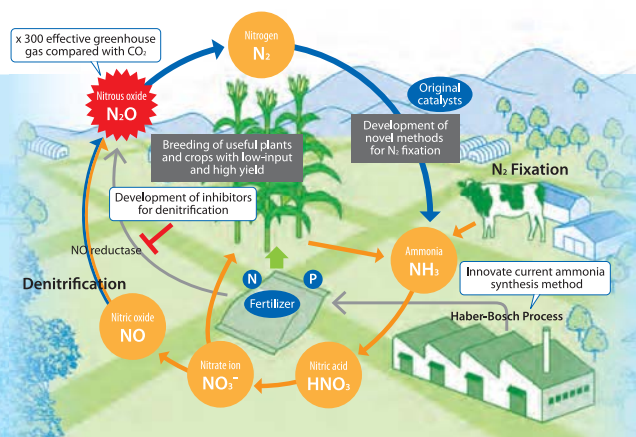 x 300 effective greenhouse
gas compared with CO₂
Nitrogen
N₂
Nitrous oxide
N₂O
Original
catalysts
Breeding of useful plants
and crops with low-input
and high yield
Development of
novel methods
for N₂ fixation
N₂ Fixation
Development of inhibitors
for denitrification
NO reductase
Ammonia
NH₃
Innovate current ammonia
synthesis method
Denitrification
N
P
Fertilizer
Haber-Bosch Process
Nitric oxide
NO
Nitrate ion
NO₃⁻
Nitric acid
HNO₃